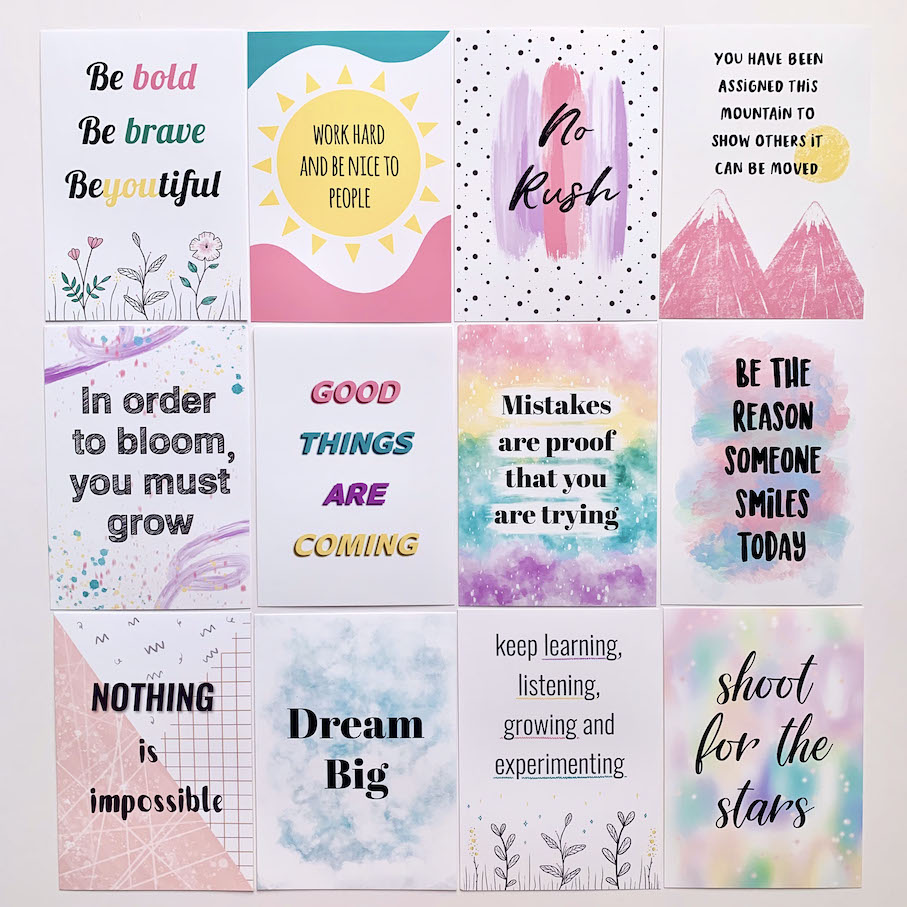 Be bold
Be brave
Beyoutiful
WORK HARD
AND BE NICE TO
PEOPLE
No
Rush
YOU HAVE BEEN
ASSIGNED THIS
MOUNTAIN TO
SHOW OTHERS IT
CAN BE MOVED
In order
to bloom,
you must
grow
GOOD
THINGS
ARE
COMING
Mistakes
are proof
that you
are trying
BE THE
REASON
SOMEONE
SMILES
TODAY
NOTHING
is
impossible
Dream
Big
keep learning,
listening,
growing and
experimenting
shoot
for the
stars